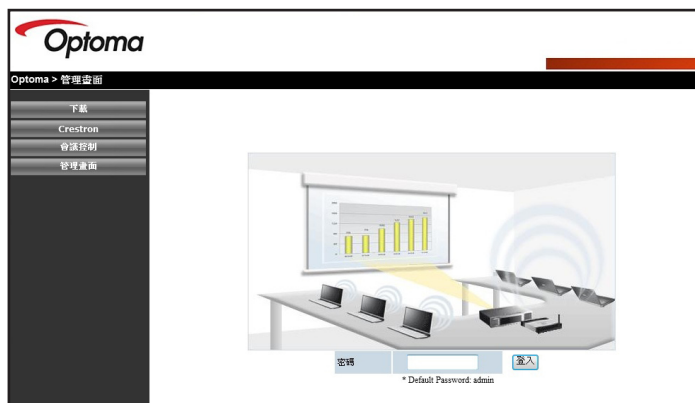 Optoma
Optoma > 管理畫面
下載
Crestron
會議控制
管理畫面
密碼
登入
* Default Password: admin